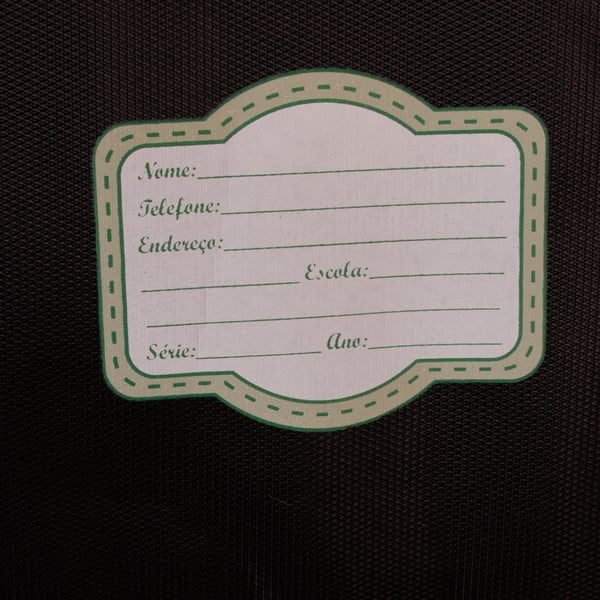 Nome:
Telefone:
Endereço:
Escola:
Série: Ano: